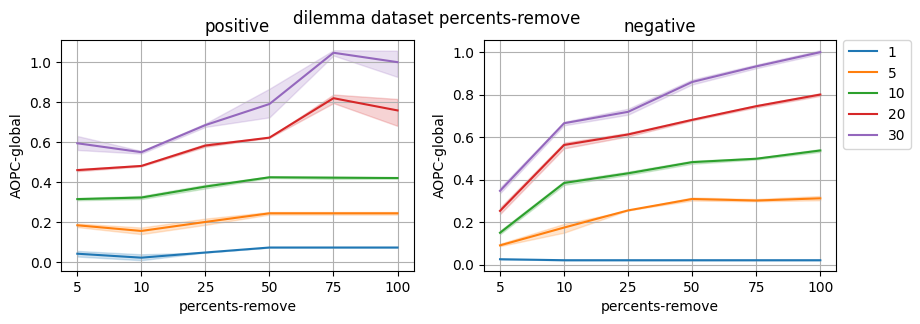 dilemma dataset percents-remove
positive
AOPC-global
1.0
0.8
0.6
0.4
0.2
0.0
5 10 25 50 75 100
percents-remove
negative
AOPC-global
1.0
0.8
0.6
0.4
0.2
0.0
5 10 25 50 75 100
percents-remove
1
5
10
20
30